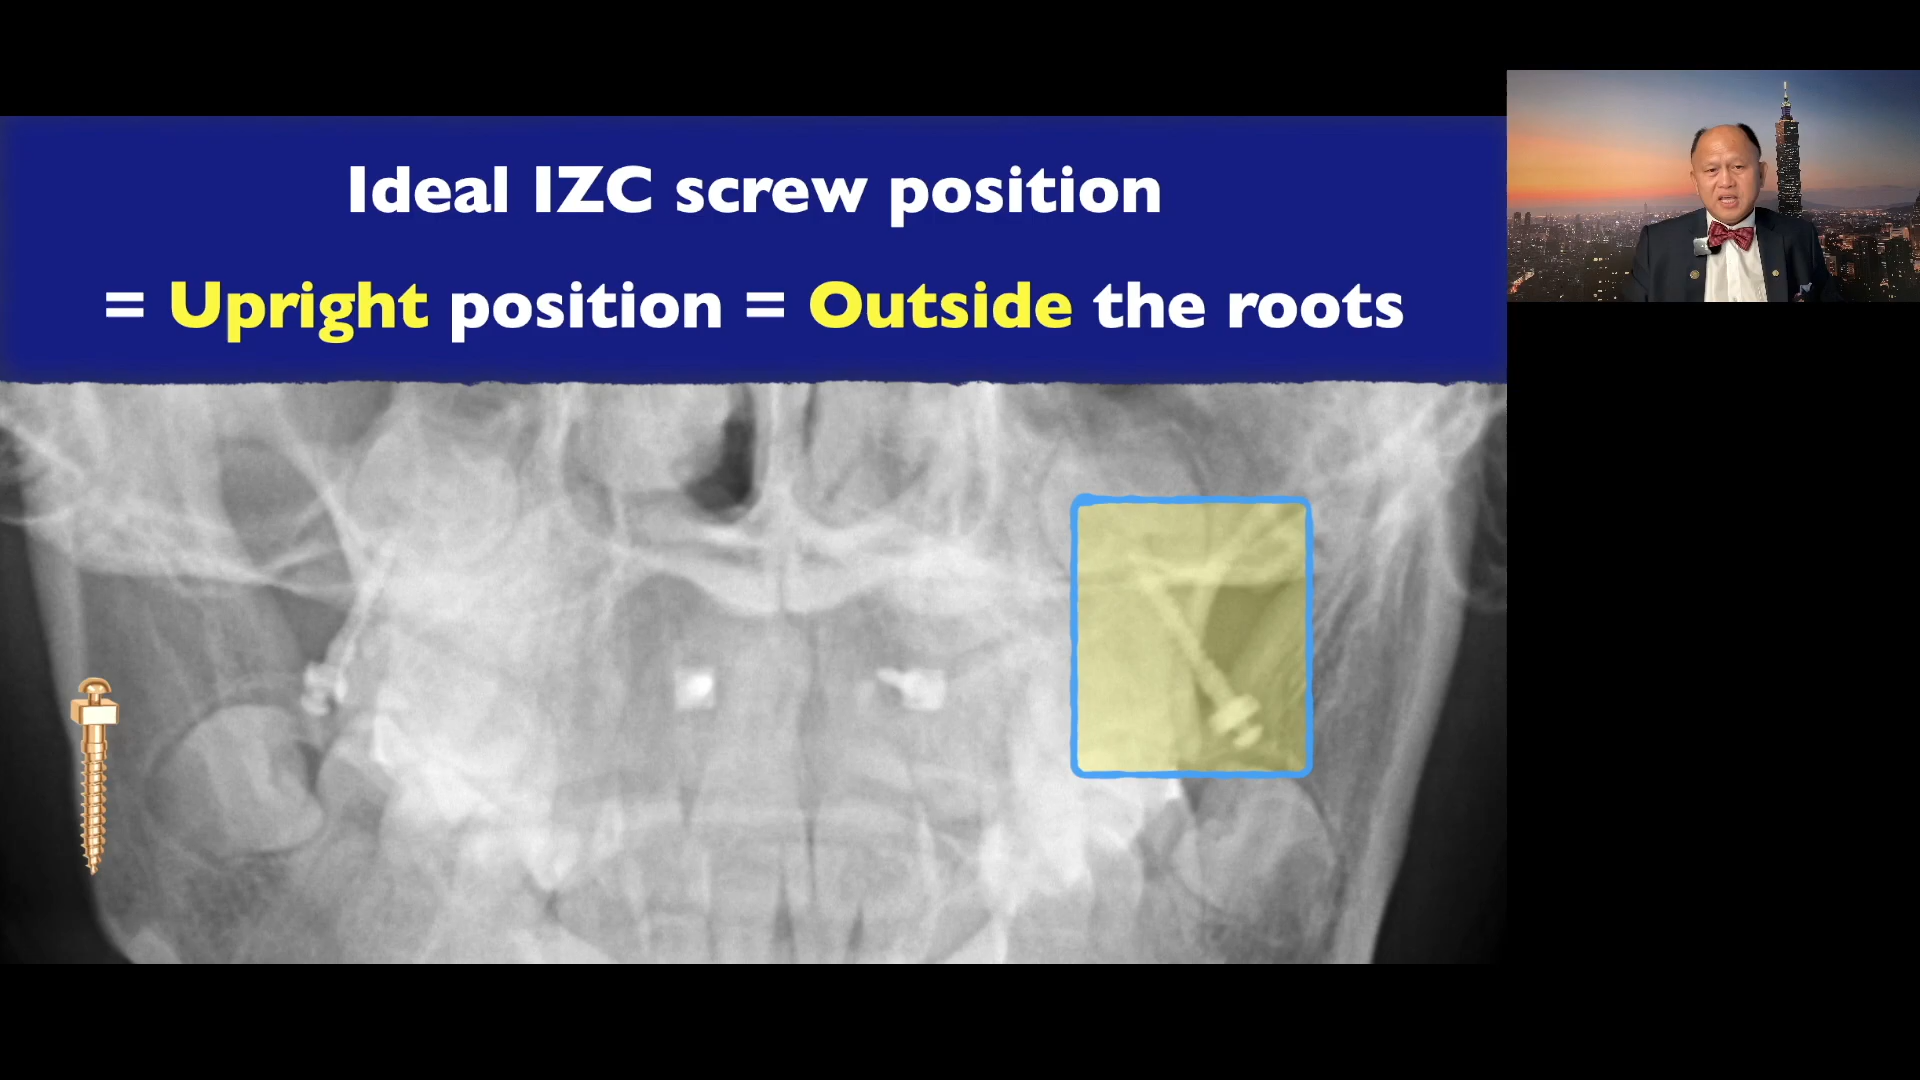 Ideal IZC screw position
= Upright position = Outside the roots